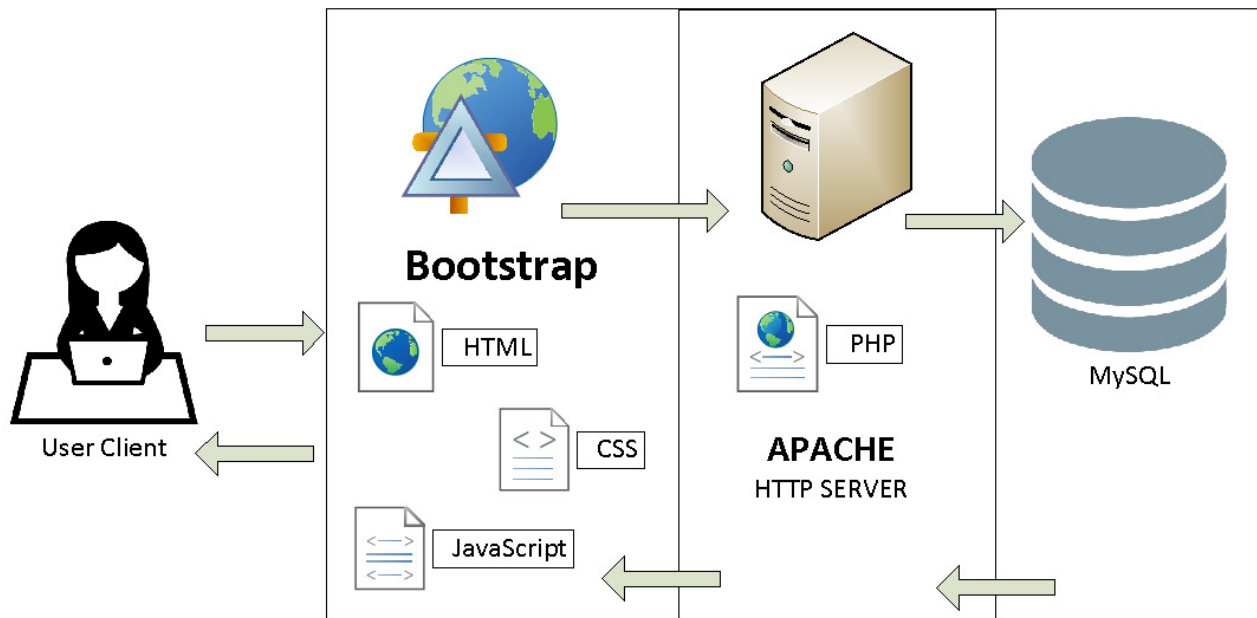 User Client
Bootstrap
HTML
CSS
JavaScript
PHP
APACHE
HTTP SERVER
MySQL